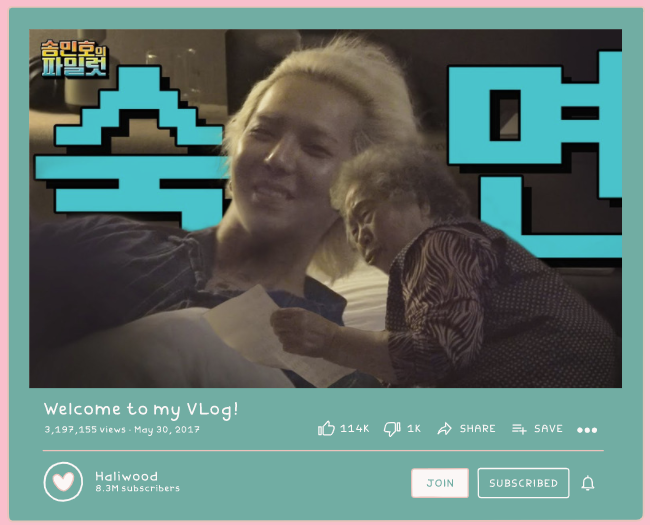 송민호의
파일럿
숙 면
Welcome to my VLog!
3,197,155 views · May 30, 2017
114K 1K SHARE SAVE
Haliwood
8.3M subscribers
JOIN SUBSCRIBED